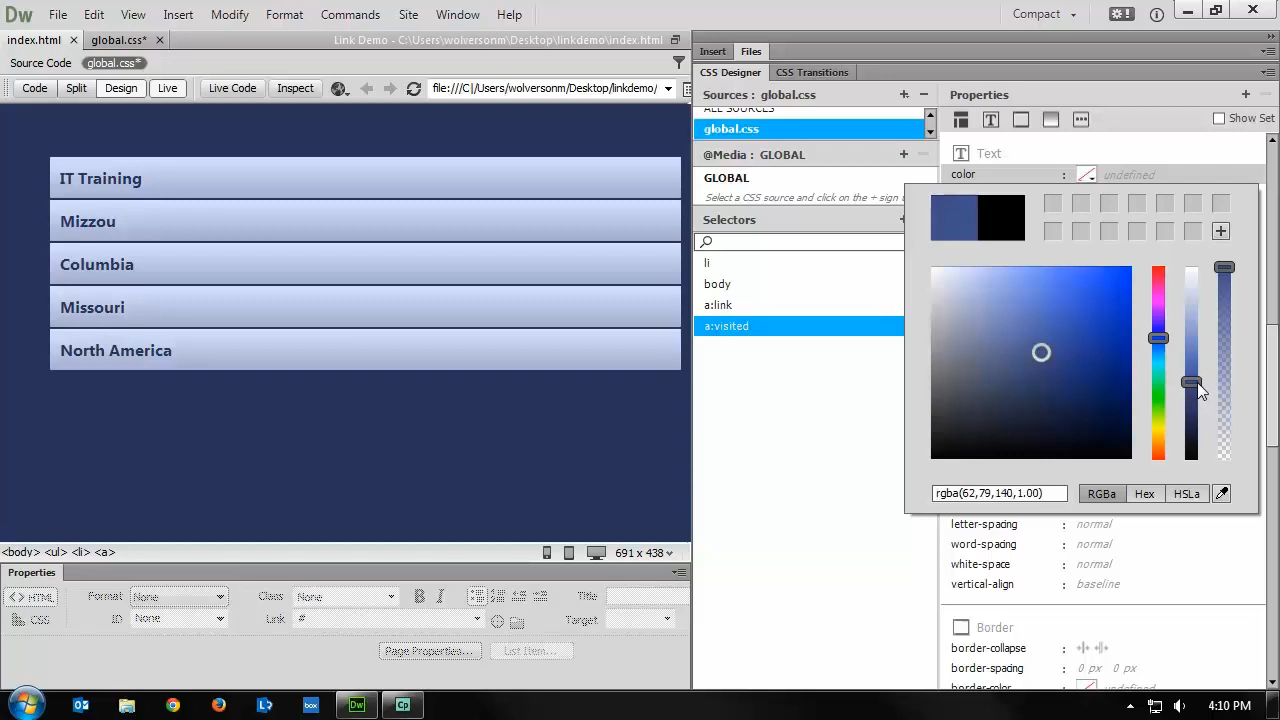 Dw File Edit View Insert Modify Format Commands Site Window Help Compact
index.html global.css* Link Demo - C:\Users\wolversonm\Desktop\linkdemo\index.html Insert Files
Source Code global.css*
CSS Designer CSS Transitions
Code Split Design Live Live Code Inspect file:///C|/Users/wolversonm/Desktop/linkdemo/
Sources : global.css
ALL SOURCES
global.css
@Media : GLOBAL
GLOBAL
Select a CSS source and click on the + sign
Selectors
li
body
a:link
a:visited
Properties
Show Set
Text
color : undefined
rgba(62,79,140,1.00) RGBa Hex HSLa
letter-spacing : normal
word-spacing : normal
white-space : normal
vertical-align : baseline
Border
border-collapse :
border-spacing : 0 px 0 px
border-color : undefined
IT Training
Mizzou
Columbia
Missouri
North America
<body> <ul> <li> <a> 691 x 438
Properties
<> HTML Format None Class None B I Title
CSS ID None Link # Target
Page Properties... List Item...
4:10 PM